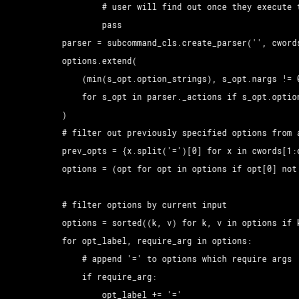 # user will find out once they execute t
pass
parser = subcommand_cls.create_parser('', cwords
options.extend(
(min(s_opt.option_strings), s_opt.nargs != 0
for s_opt in parser._actions if s_opt.option
)
# filter out previously specified options from a
prev_opts = {x.split('=')[0] for x in cwords[1:c
options = (opt for opt in options if opt[0] not
# filter options by current input
options = sorted((k, v) for k, v in options if k
for opt_label, require_arg in options:
# append '=' to options which require args
if require_arg:
opt_label += '='